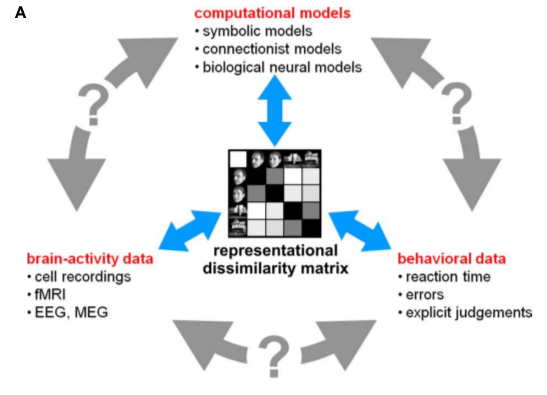 A
computational models
• symbolic models
• connectionist models
• biological neural models
?
?
representational
dissimilarity matrix
brain-activity data
• cell recordings
• fMRI
• EEG, MEG
behavioral data
• reaction time
• errors
• explicit judgements
?